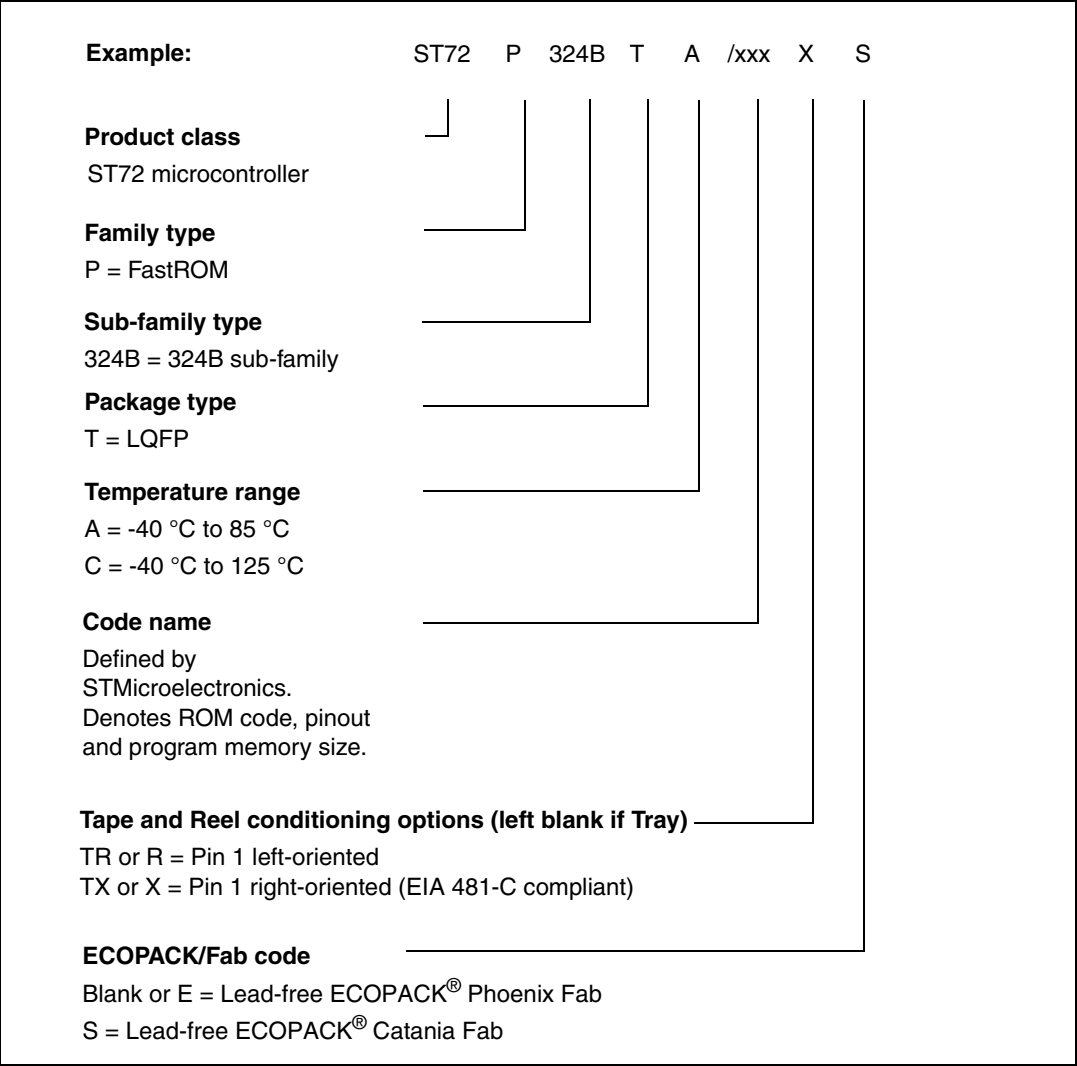 Example: ST72 P 324B T A /xxx X S
Product class
ST72 microcontroller
Family type
P = FastROM
Sub-family type
324B = 324B sub-family
Package type
T = LQFP
Temperature range
A = -40 °C to 85 °C
C = -40 °C to 125 °C
Code name
Defined by
STMicroelectronics.
Denotes ROM code, pinout
and program memory size.
Tape and Reel conditioning options (left blank if Tray)
TR or R = Pin 1 left-oriented
TX or X = Pin 1 right-oriented (EIA 481-C compliant)
ECOPACK/Fab code
Blank or E = Lead-free ECOPACK® Phoenix Fab
S = Lead-free ECOPACK® Catania Fab